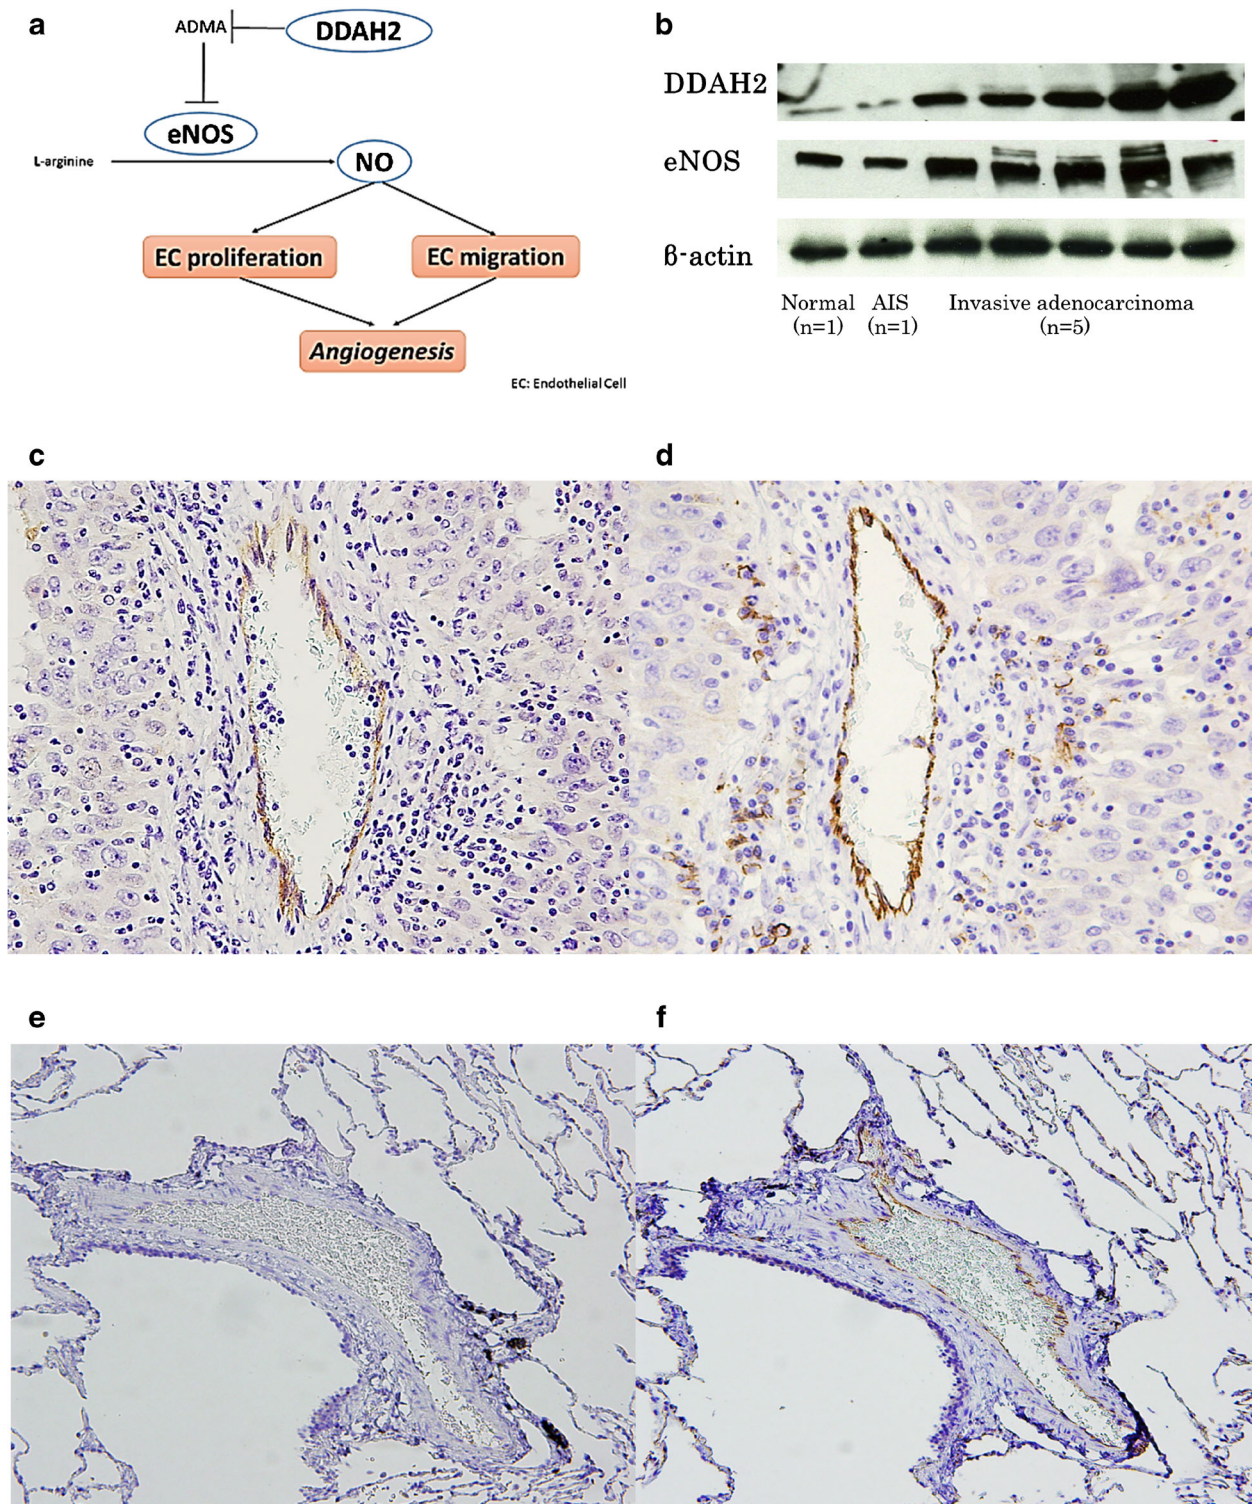 a
ADMA
DDAH2
eNOS
L-arginine
NO
EC proliferation
EC migration
Angiogenesis
EC: Endothelial Cell
b
DDAH2
eNOS
β-actin
Normal AIS Invasive adenocarcinoma
(n=1) (n=1) (n=5)
c
d
e
f